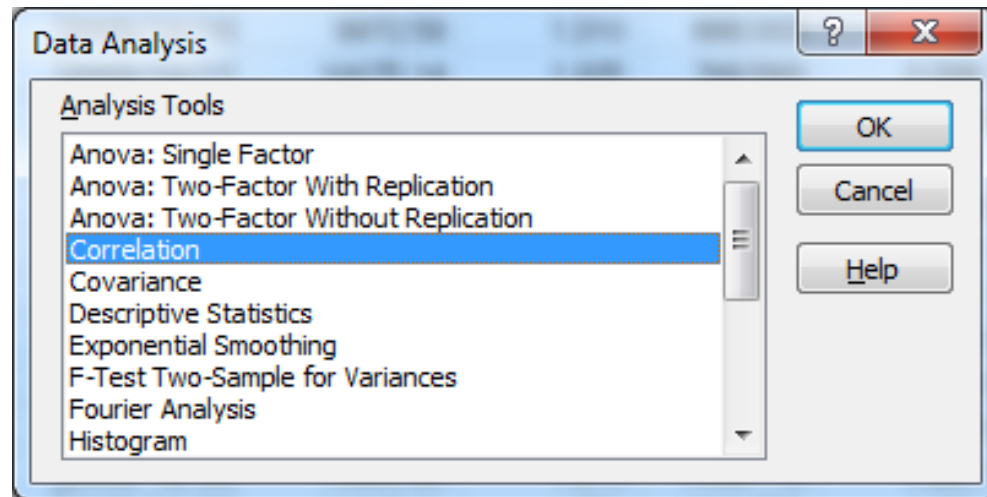 Data Analysis
?
X
Analysis Tools
Anova: Single Factor
Anova: Two-Factor With Replication
Anova: Two-Factor Without Replication
Correlation
Covariance
Descriptive Statistics
Exponential Smoothing
F-Test Two-Sample for Variances
Fourier Analysis
Histogram
OK
Cancel
Help